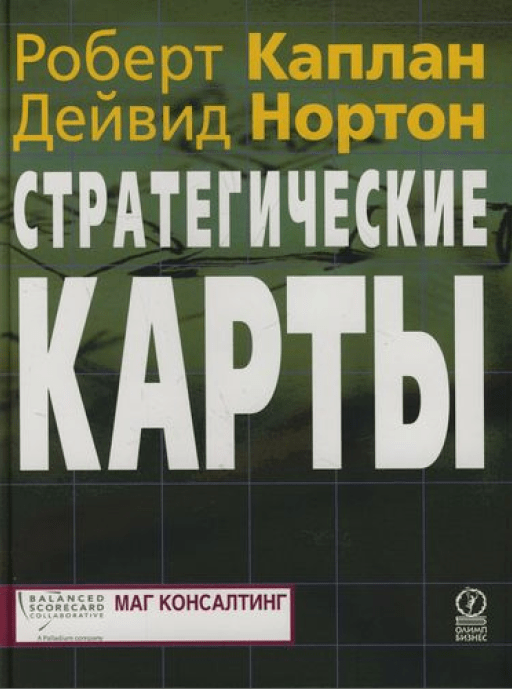 Роберт Каплан
Дейвид Нортон
СТРАТЕГИЧЕСКИЕ
КАРТЫ
BALANCED
SCORECARD
COLLABORATIVE
A Palladium company
МАГ КОНСАЛТИНГ
ОЛИМП
БИЗНЕС